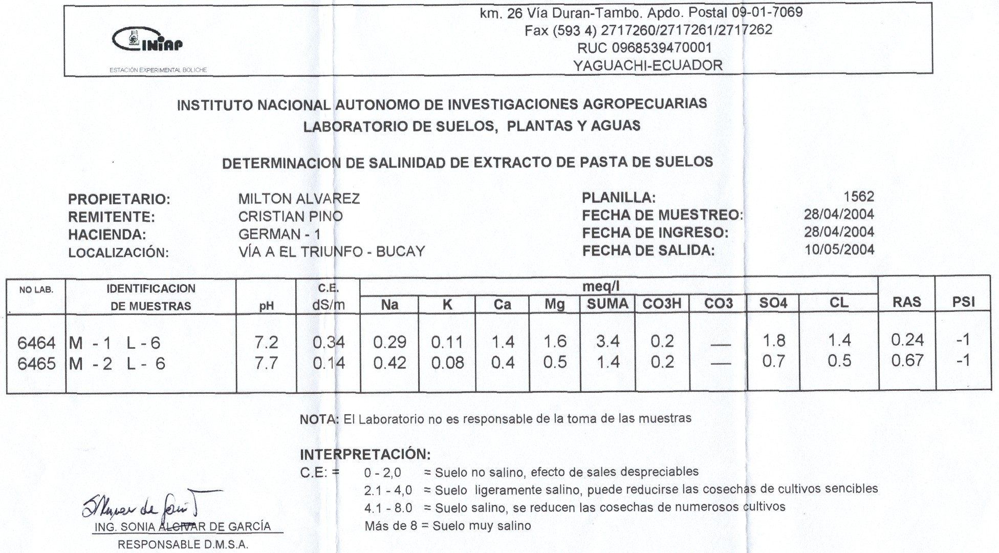 km. 26 Vía Duran-Tambo. Apdo. Postal 09-01-7069
Fax (593 4) 2717260/2717261/2717262
RUC 0968539470001
YAGUACHI-ECUADOR
INIAP
ESTACIÓN EXPERIMENTAL BOLICHE
INSTITUTO NACIONAL AUTONOMO DE INVESTIGACIONES AGROPECUARIAS
LABORATORIO DE SUELOS, PLANTAS Y AGUAS
DETERMINACION DE SALINIDAD DE EXTRACTO DE PASTA DE SUELOS
PROPIETARIO: MILTON ALVAREZ PLANILLA: 1562
REMITENTE: CRISTIAN PINO FECHA DE MUESTREO: 28/04/2004
HACIENDA: GERMAN - 1 FECHA DE INGRESO: 28/04/2004
LOCALIZACIÓN: VÍA A EL TRIUNFO - BUCAY FECHA DE SALIDA: 10/05/2004
NO LAB. IDENTIFICACION C.E. meq/l
DE MUESTRAS pH dS/m Na K Ca Mg SUMA CO3H CO3 SO4 CL RAS PSI
6464 M - 1 L - 6 7.2 0.34 0.29 0.11 1.4 1.6 3.4 0.2 — 1.8 1.4 0.24 -1
6465 M - 2 L - 6 7.7 0.14 0.42 0.08 0.4 0.5 1.4 0.2 — 0.7 0.5 0.67 -1
NOTA: El Laboratorio no es responsable de la toma de las muestras
INTERPRETACIÓN:
C.E: = 0 - 2,0 = Suelo no salino, efecto de sales despreciables
2.1 - 4,0 = Suelo ligeramente salino, puede reducirse las cosechas de cultivos sencibles
4.1 - 8.0 = Suelo salino, se reducen las cosechas de numerosos cultivos
Más de 8 = Suelo muy salino
ING. SONIA ALCIVAR DE GARCÍA
RESPONSABLE D.M.S.A.